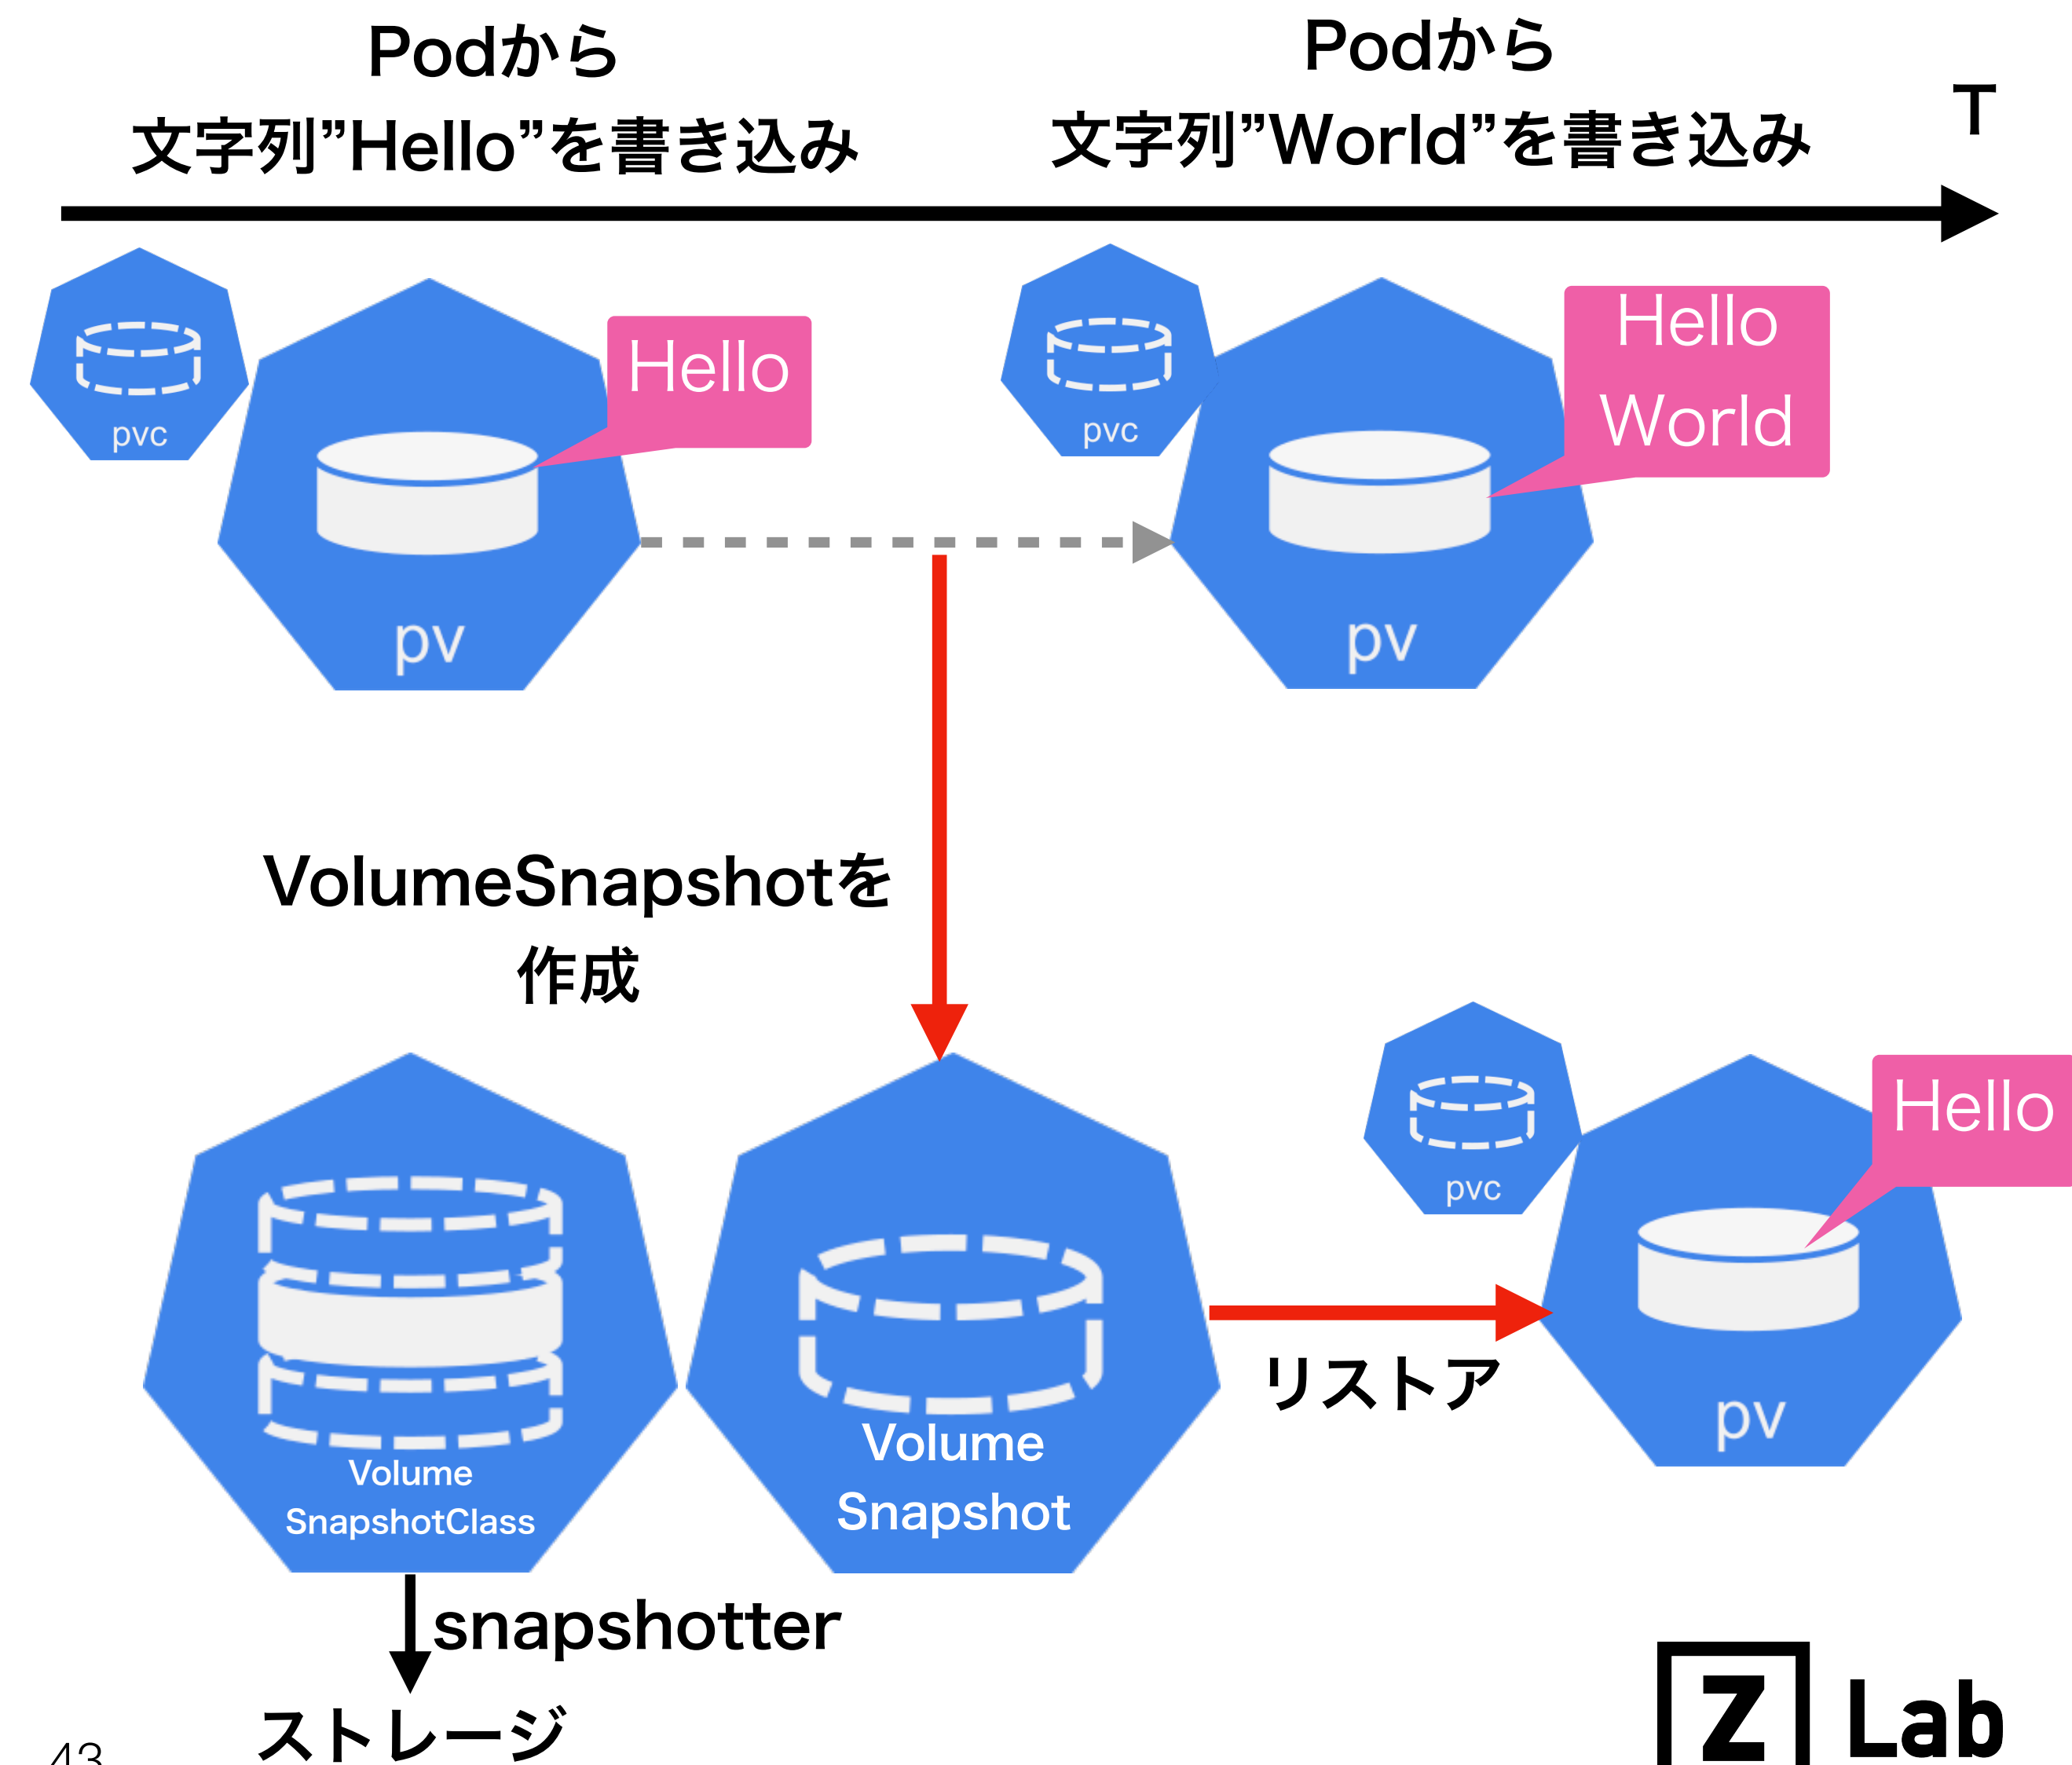 Podから
文字列”Hello”を書き込み
Podから
文字列”World”を書き込み
T
pvc
Hello
pv
pvc
Hello
World
pv
VolumeSnapshotを
作成
Volume
SnapshotClass
Volume
Snapshot
リストア
pvc
Hello
pv
snapshotter
ストレージ
43
Z Lab